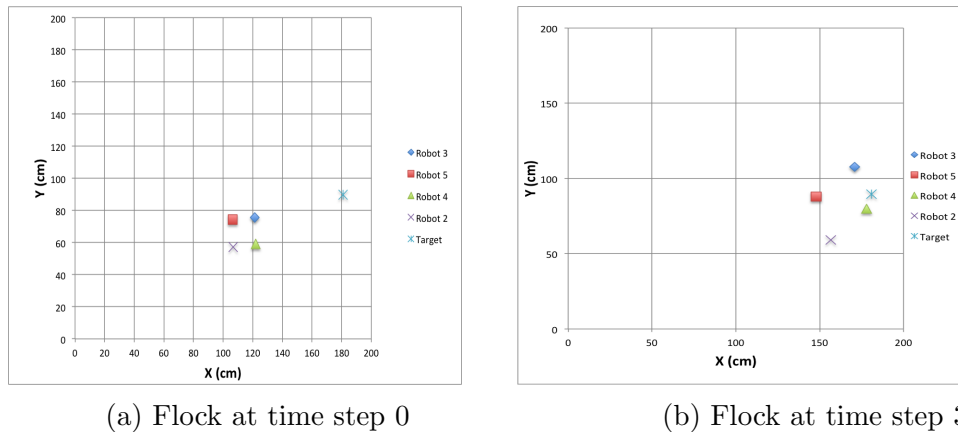 200
180
160
140
120
100
80
60
40
20
0
Y (cm)
0 20 40 60 80 100 120 140 160 180 200
X (cm)
Robot 3
Robot 5
Robot 4
Robot 2
Target
(a) Flock at time step 0
200
150
100
50
0
Y (cm)
0 50 100 150 200
X (cm)
Robot 3
Robot 5
Robot 4
Robot 2
Target
(b) Flock at time step